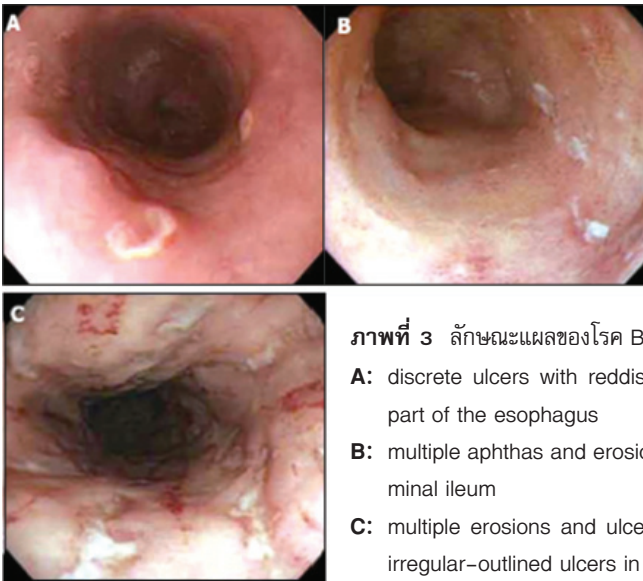 A
B
C
ภาพที่ 3 ลักษณะแผลของโรค B
A: discrete ulcers with reddis
part of the esophagus
B: multiple aphthas and erosio
minal ileum
C: multiple erosions and ulce
irregular-outlined ulcers in